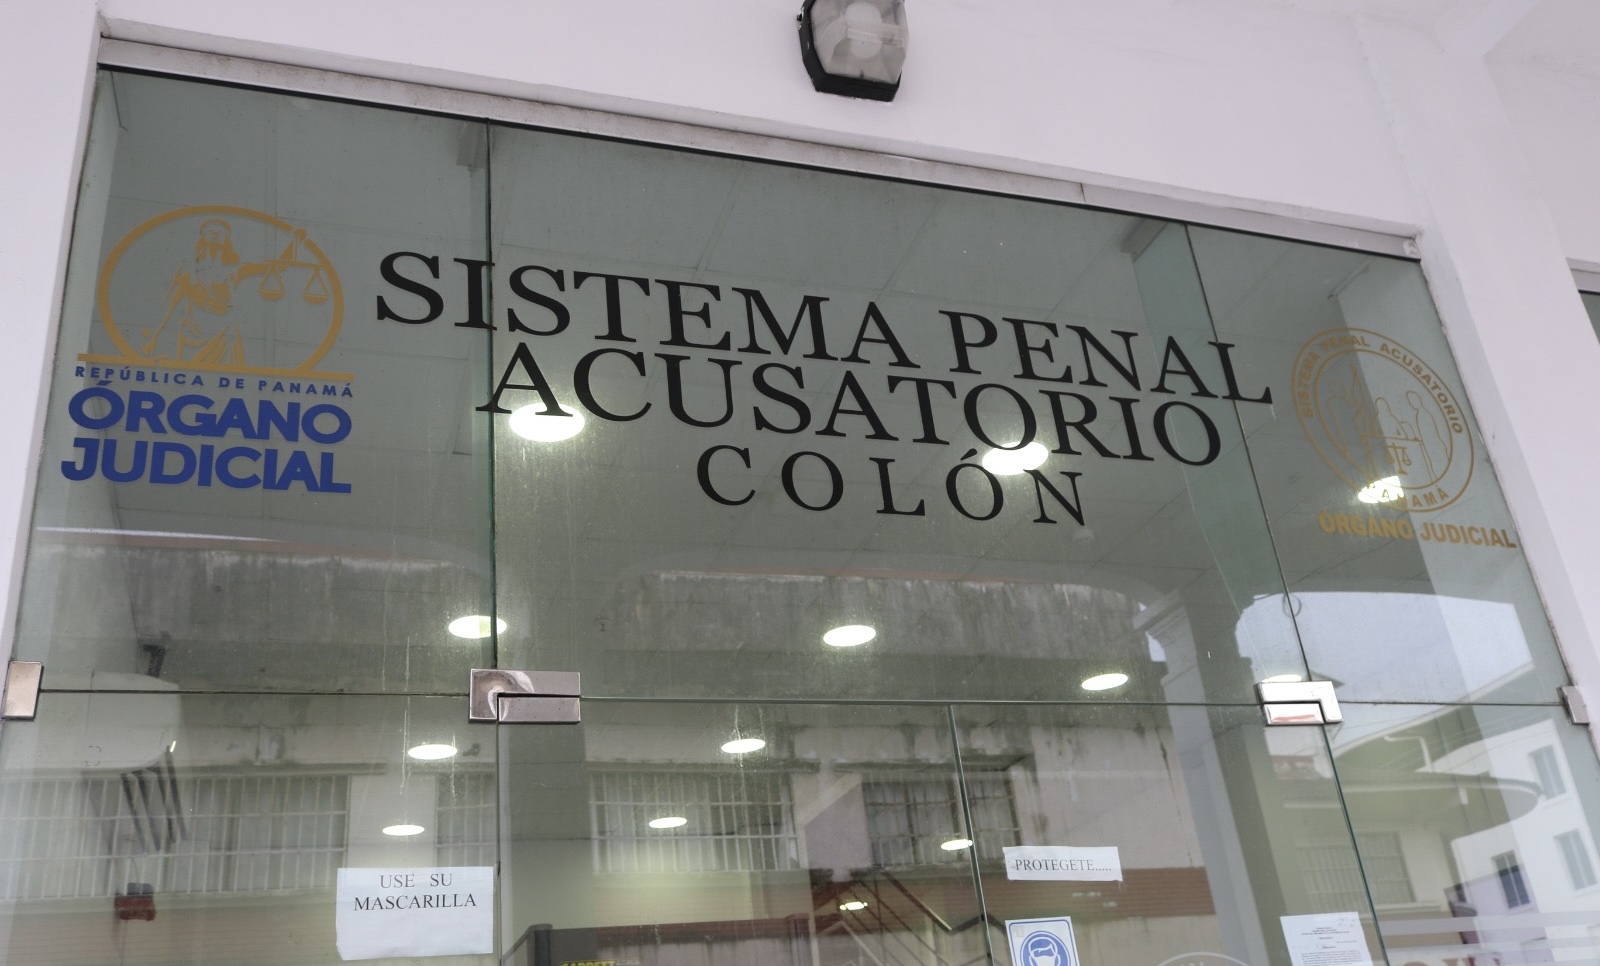 REPÚBLICA DE PANAMÁ
ÓRGANO
JUDICIAL
SISTEMA PENAL
ACUSATORIO
COLÓN
SISTEMA PENAL ACUSATORIO
PANAMÁ
ÓRGANO JUDICIAL
USE SU
MASCARILLA
PROTEGETE.....
GARRETT